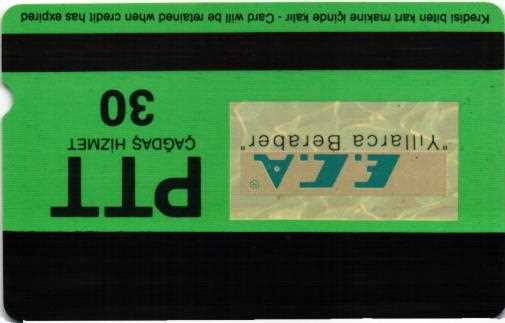 PTT
ÇAĞDAŞ HİZMET
30
E.C.A ®
"Yıllarca Beraber"
Kredisi biten kart makine içinde kalır - Card will be retained when credit has expired